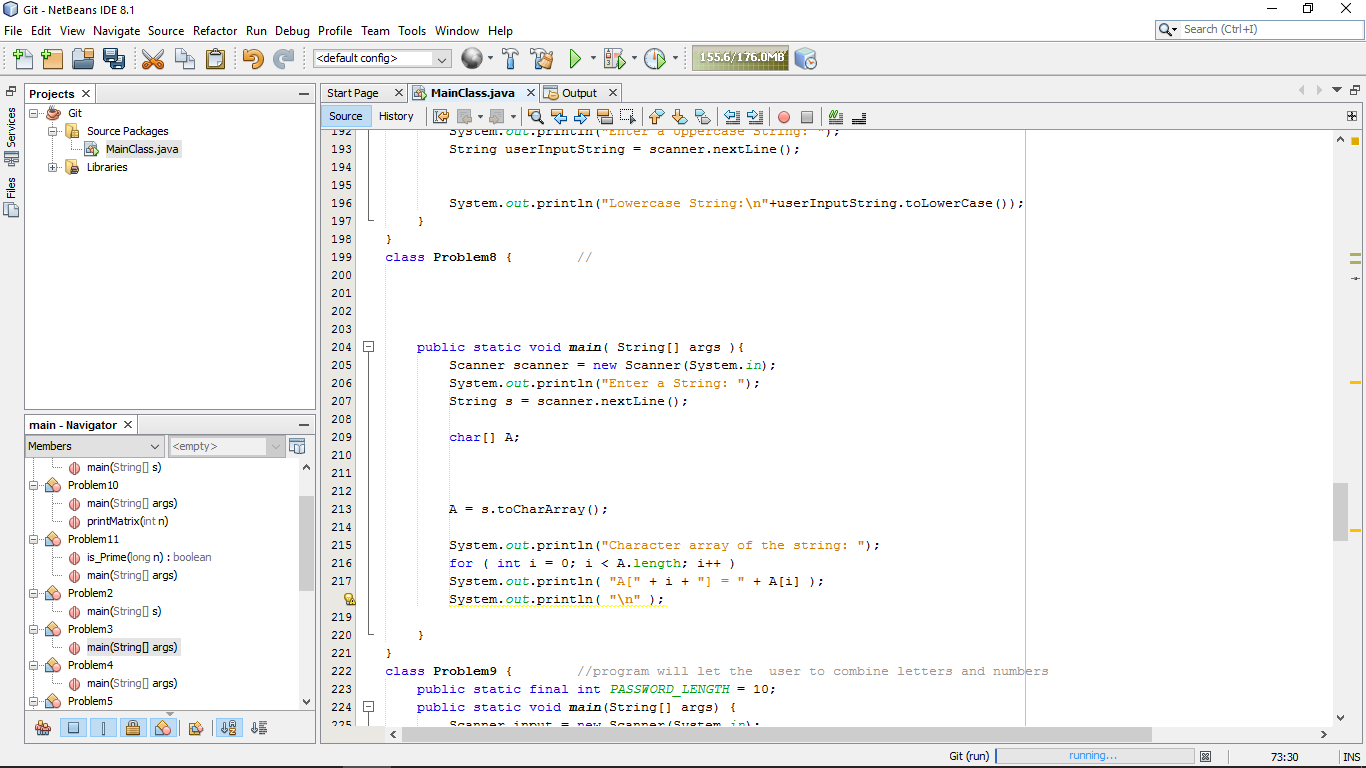 Git - NetBeans IDE 8.1
File Edit View Navigate Source Refactor Run Debug Profile Team Tools Window Help
Search (Ctrl+I)
<default config>
155.6/176.0MB
Services
Files
Projects
Git
Source Packages
MainClass.java
Libraries
main - Navigator
Members
<empty>
main(String[] s)
Problem10
main(String[] args)
printMatrix(int n)
Problem11
is_Prime(long n) : boolean
main(String[] args)
Problem2
main(String[] s)
Problem3
main(String[] args)
Problem4
main(String[] args)
Problem5
Start Page MainClass.java Output
Source History
192 System.out.println("Enter a Uppercase String: ");
193 String userInputString = scanner.nextLine();
194
195
196 System.out.println("Lowercase String:\n"+userInputString.toLowerCase());
197 }
198 }
199 class Problem8 { //
200
201
202
203
204 public static void main( String[] args ){
205 Scanner scanner = new Scanner(System.in);
206 System.out.println("Enter a String: ");
207 String s = scanner.nextLine();
208
209 char[] A;
210
211
212
213 A = s.toCharArray();
214
215 System.out.println("Character array of the string: ");
216 for ( int i = 0; i < A.length; i++ )
217 System.out.println( "A[" + i + "] = " + A[i] );
System.out.println( "\n" );
219
220 }
221 }
222 class Problem9 { //program will let the  user to combine letters and numbers
223 public static final int PASSWORD_LENGTH = 10;
224 public static void main(String[] args) {
225 Scanner input = new Scanner(System.in);
Git (run) running... 73:30 INS